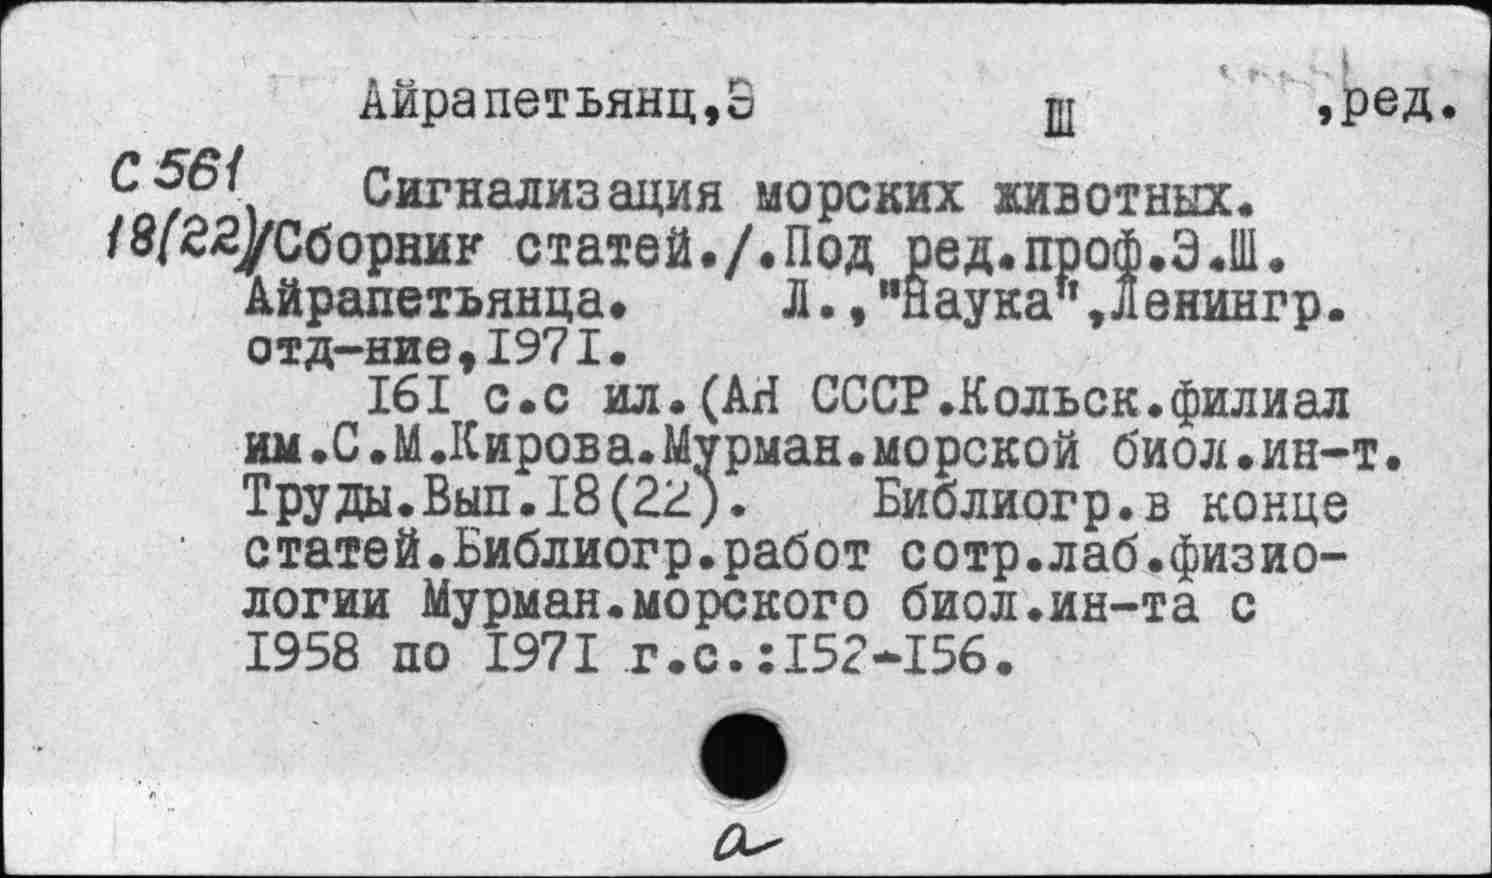 Айрапетьянц,Э Ш ,ред.
С 561
Сигнализация морских животных.
18(22)
/Сборник статей./.Под ред.проф.Э.Ш.
Айрапетьянца. Л.,"Наука",Ленингр.
отд-ние,1971.
161 с.с ил.(АН СССР.Кольск.филиал
им.С.М.Кирова.Мурман.морской биол.ин-т.
Труды.Вып.18(22). Библиогр.в конце
статей.Библиогр.работ сотр.лаб.физио-
логии Мурман.морского биол.ин-та с
1958 по 1971 г.с.:152-156.
а